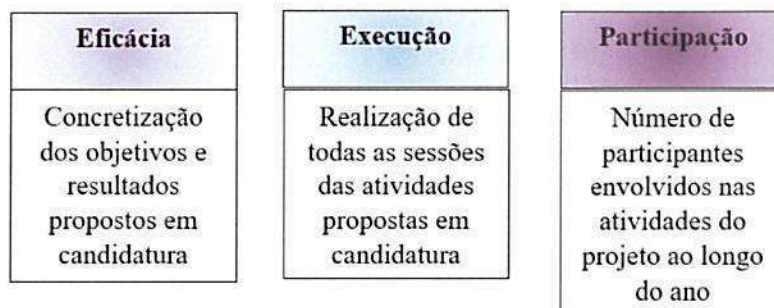 Eficácia
Concretização
dos objetivos e
resultados
propostos em
candidatura
Execução
Realização de
todas as sessões
das atividades
propostas em
candidatura
Participação
Número de
participantes
envolvidos nas
atividades do
projeto ao longo
do ano